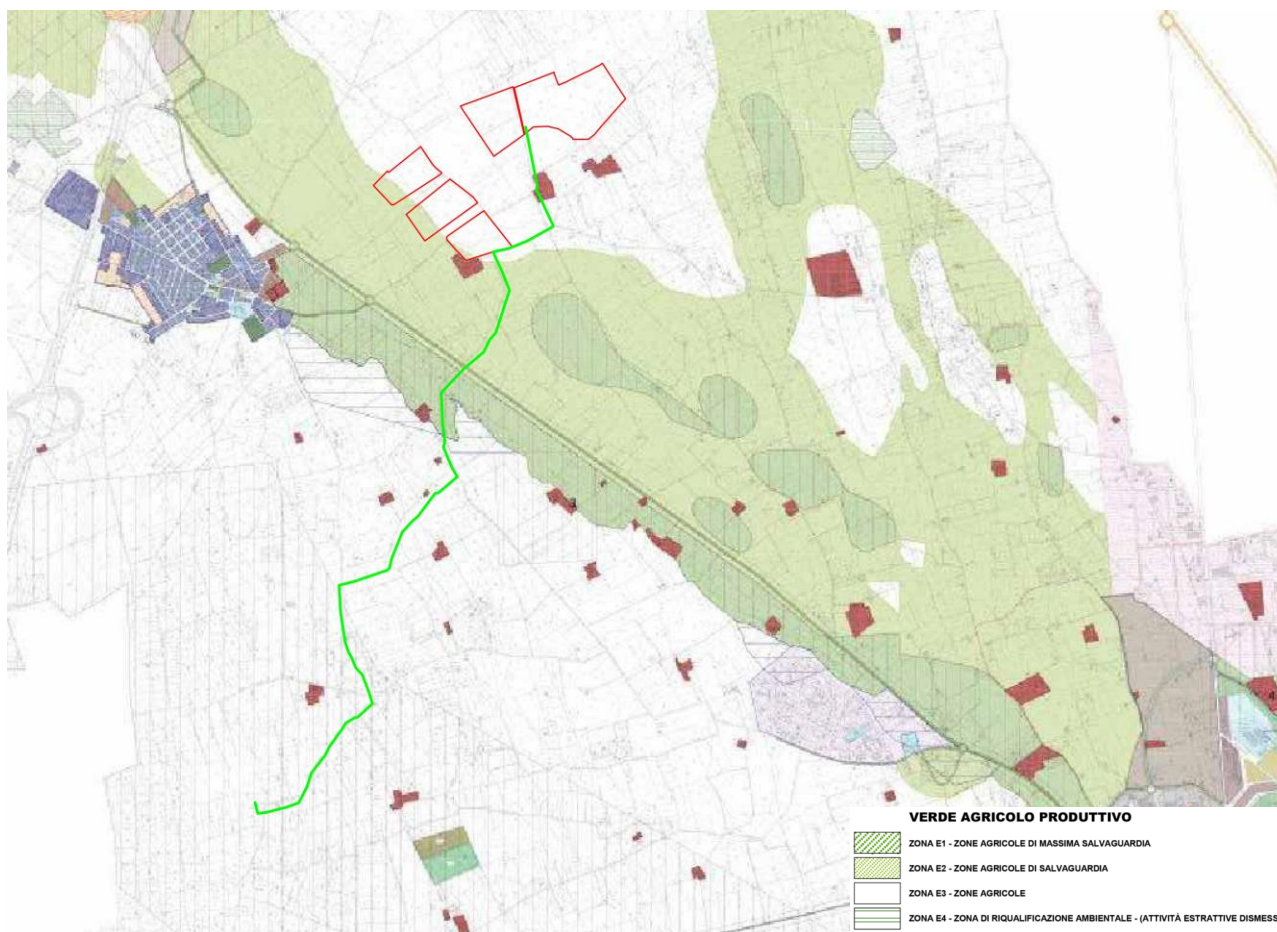 VERDE AGRICOLO PRODUTTIVO
ZONA E1 - ZONE AGRICOLE DI MASSIMA SALVAGUARDIA
ZONA E2 - ZONE AGRICOLE DI SALVAGUARDIA
ZONA E3 - ZONE AGRICOLE
ZONA E4 - ZONA DI RIQUALIFICAZIONE AMBIENTALE - (ATTIVITÀ ESTRATTIVE DISMESS